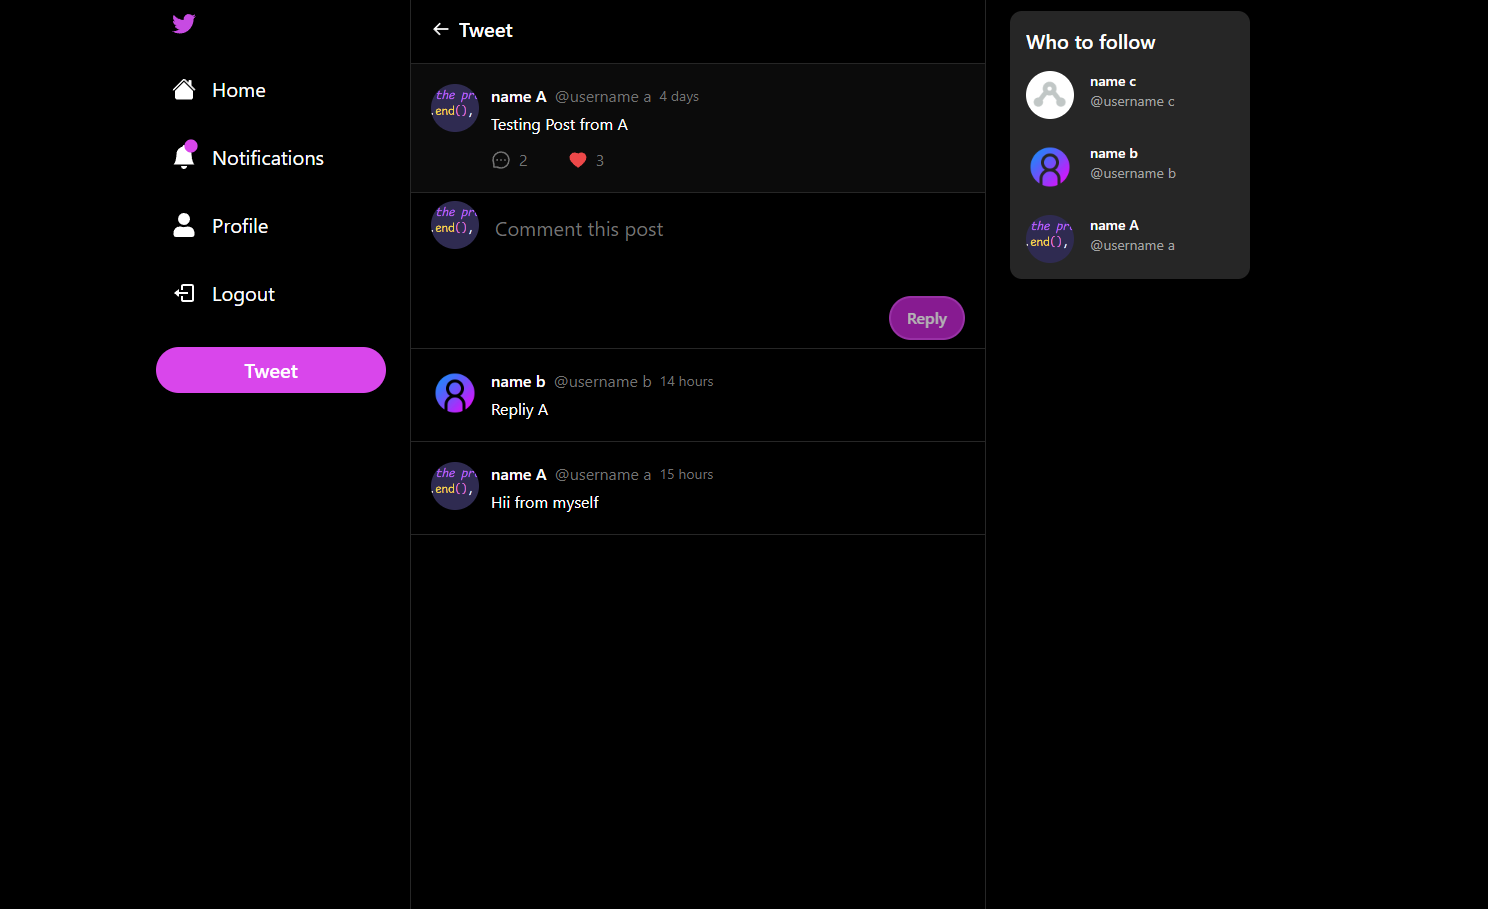 Home
Notifications
Profile
Logout
Tweet
Tweet
the pr
.end(),
name A @username a 4 days
Testing Post from A
2 3
the pr
.end(),
Comment this post
Reply
name b @username b 14 hours
Repliy A
the pr
.end(),
name A @username a 15 hours
Hii from myself
Who to follow
name c
@username c
name b
@username b
the pr
.end(),
name A
@username a